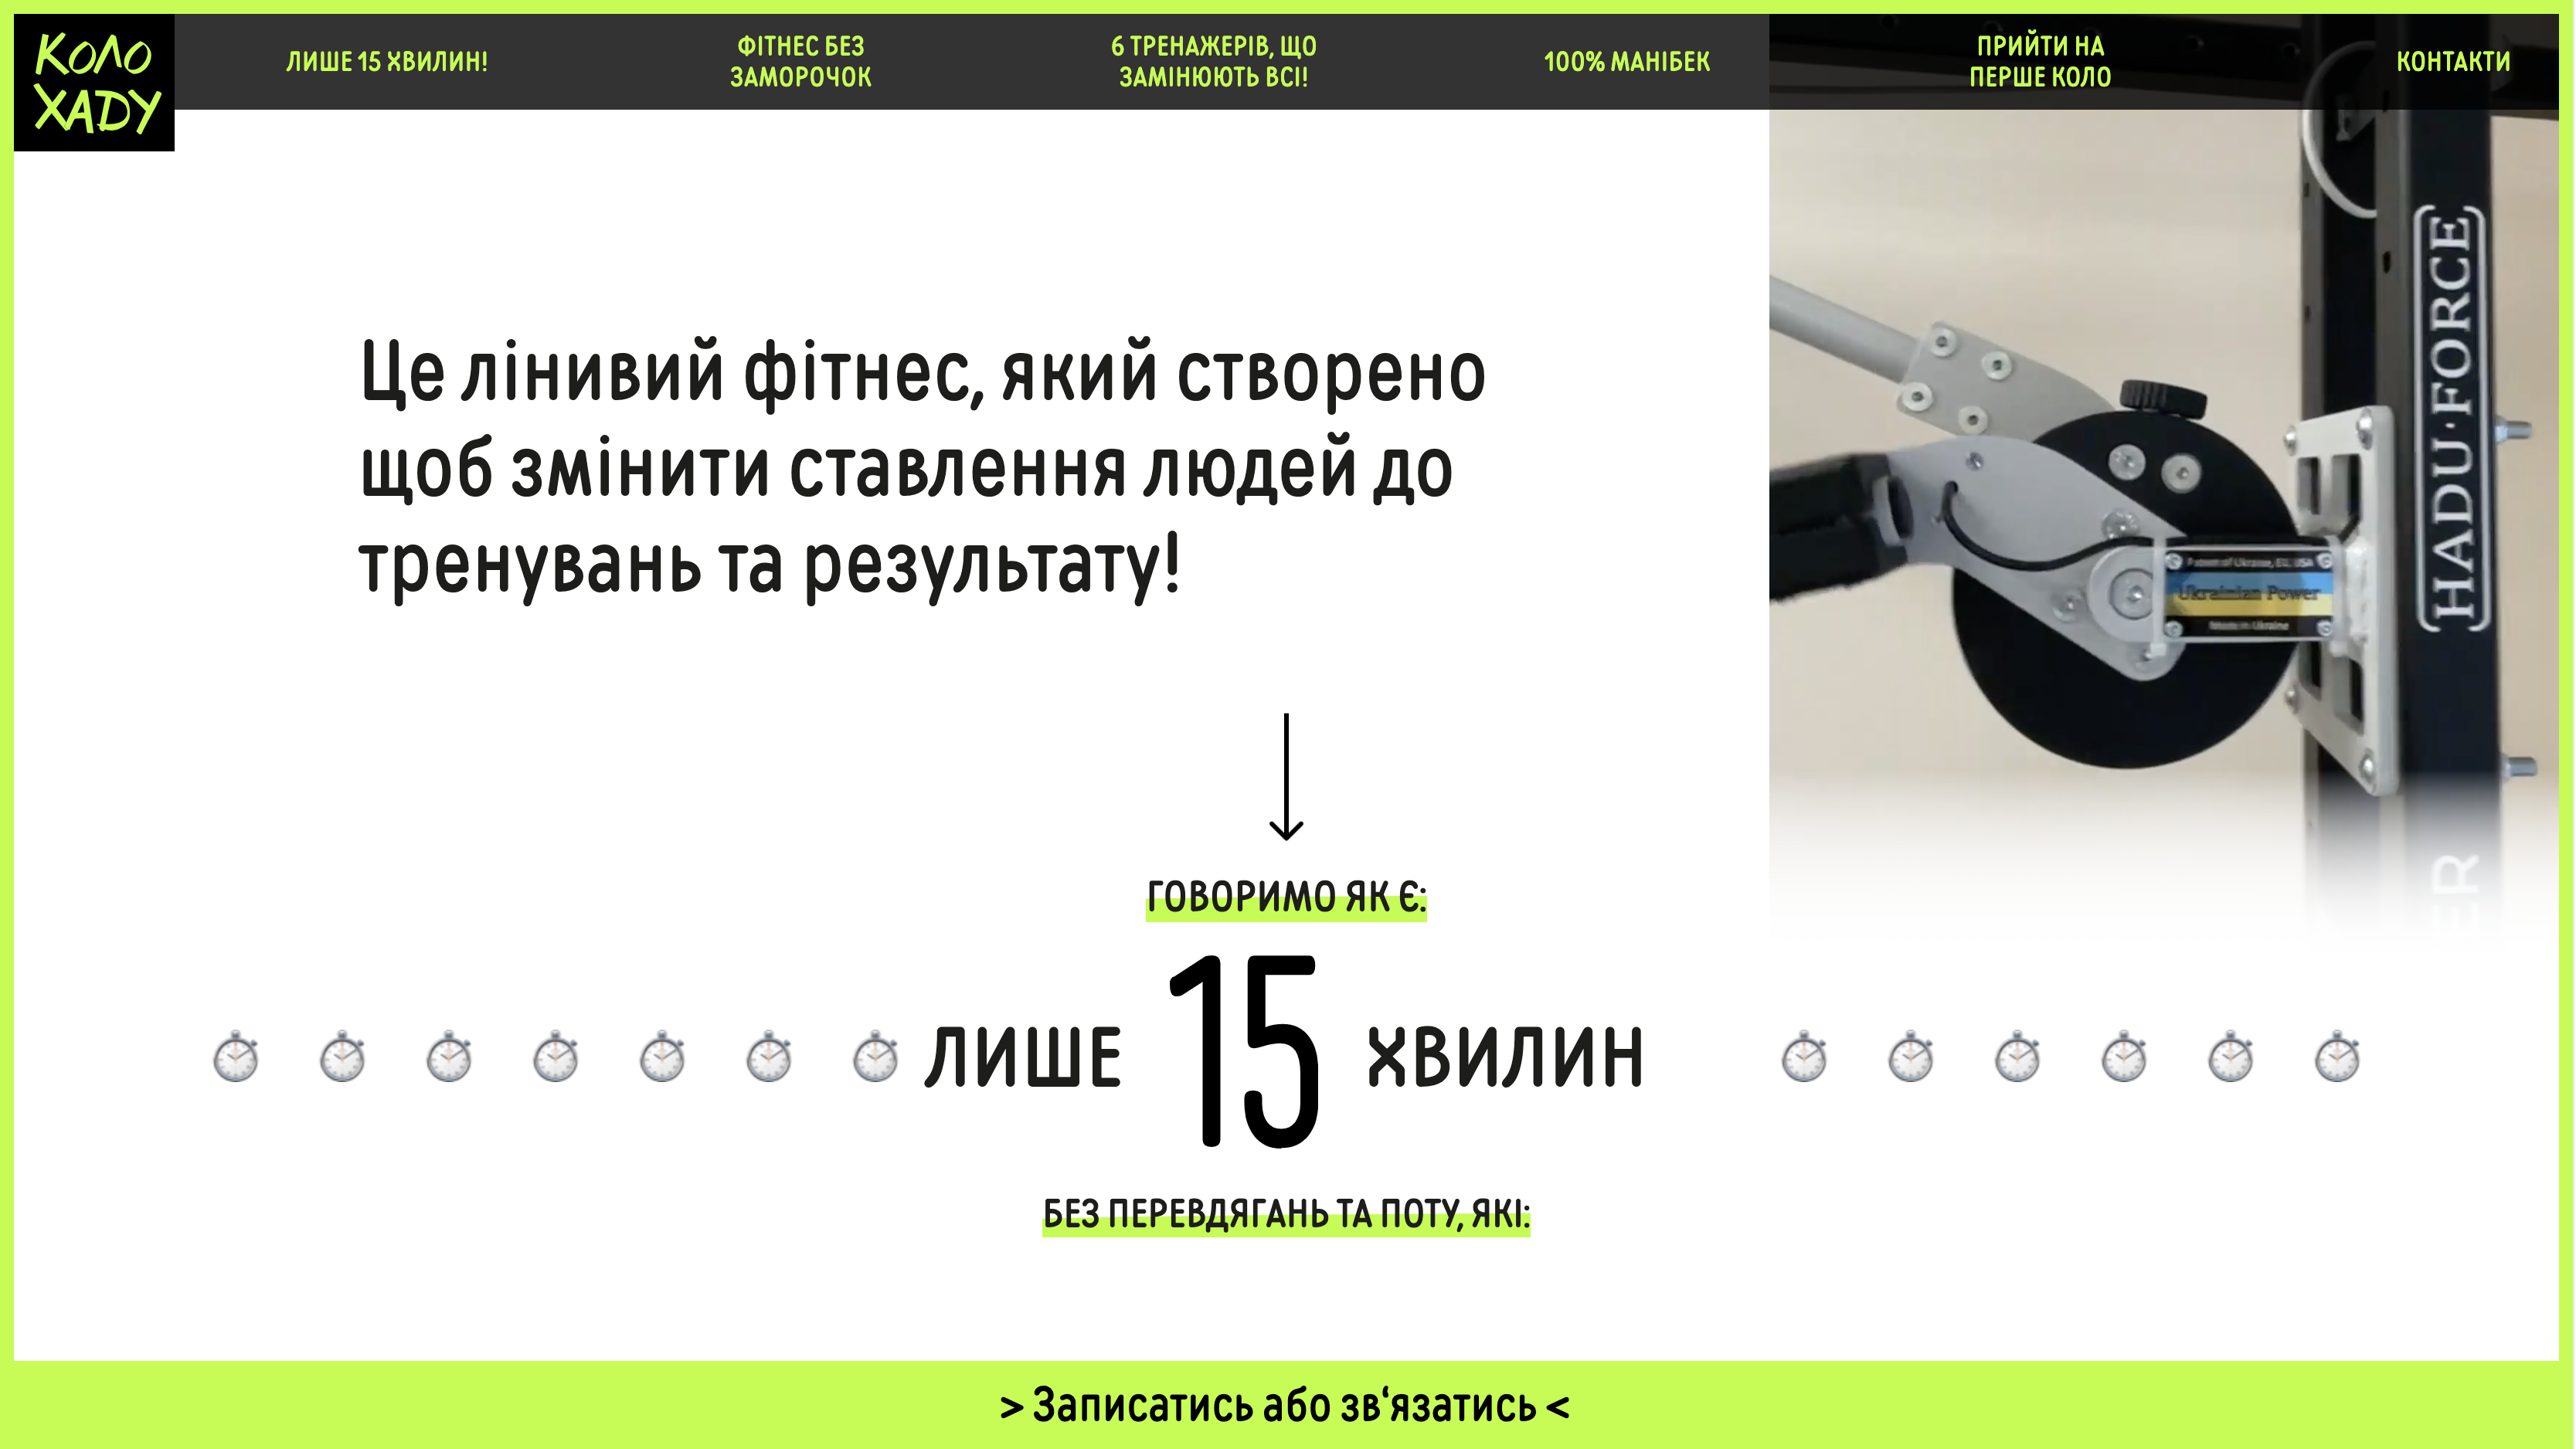 КОЛО
ХАДУ
ЛИШЕ 15 ХВИЛИН!
ФІТНЕС БЕЗ
ЗАМОРОЧОК
6 ТРЕНАЖЕРІВ, ЩО
ЗАМІНЮЮТЬ ВСІ!
100% МАНІБЕК
ПРИЙТИ НА
ПЕРШЕ КОЛО
КОНТАКТИ
Це лінивий фітнес, який створено
щоб змінити ставлення людей до
тренувань та результату!
HADU·FORCE
Patent of Ukraine, EU, USA
Ukrainian Power
Made in Ukraine
ER
ГОВОРИМО ЯК Є:
ЛИШЕ 15 ХВИЛИН
БЕЗ ПЕРЕВДЯГАНЬ ТА ПОТУ, ЯКІ:
> Записатись або зв‘язатись <